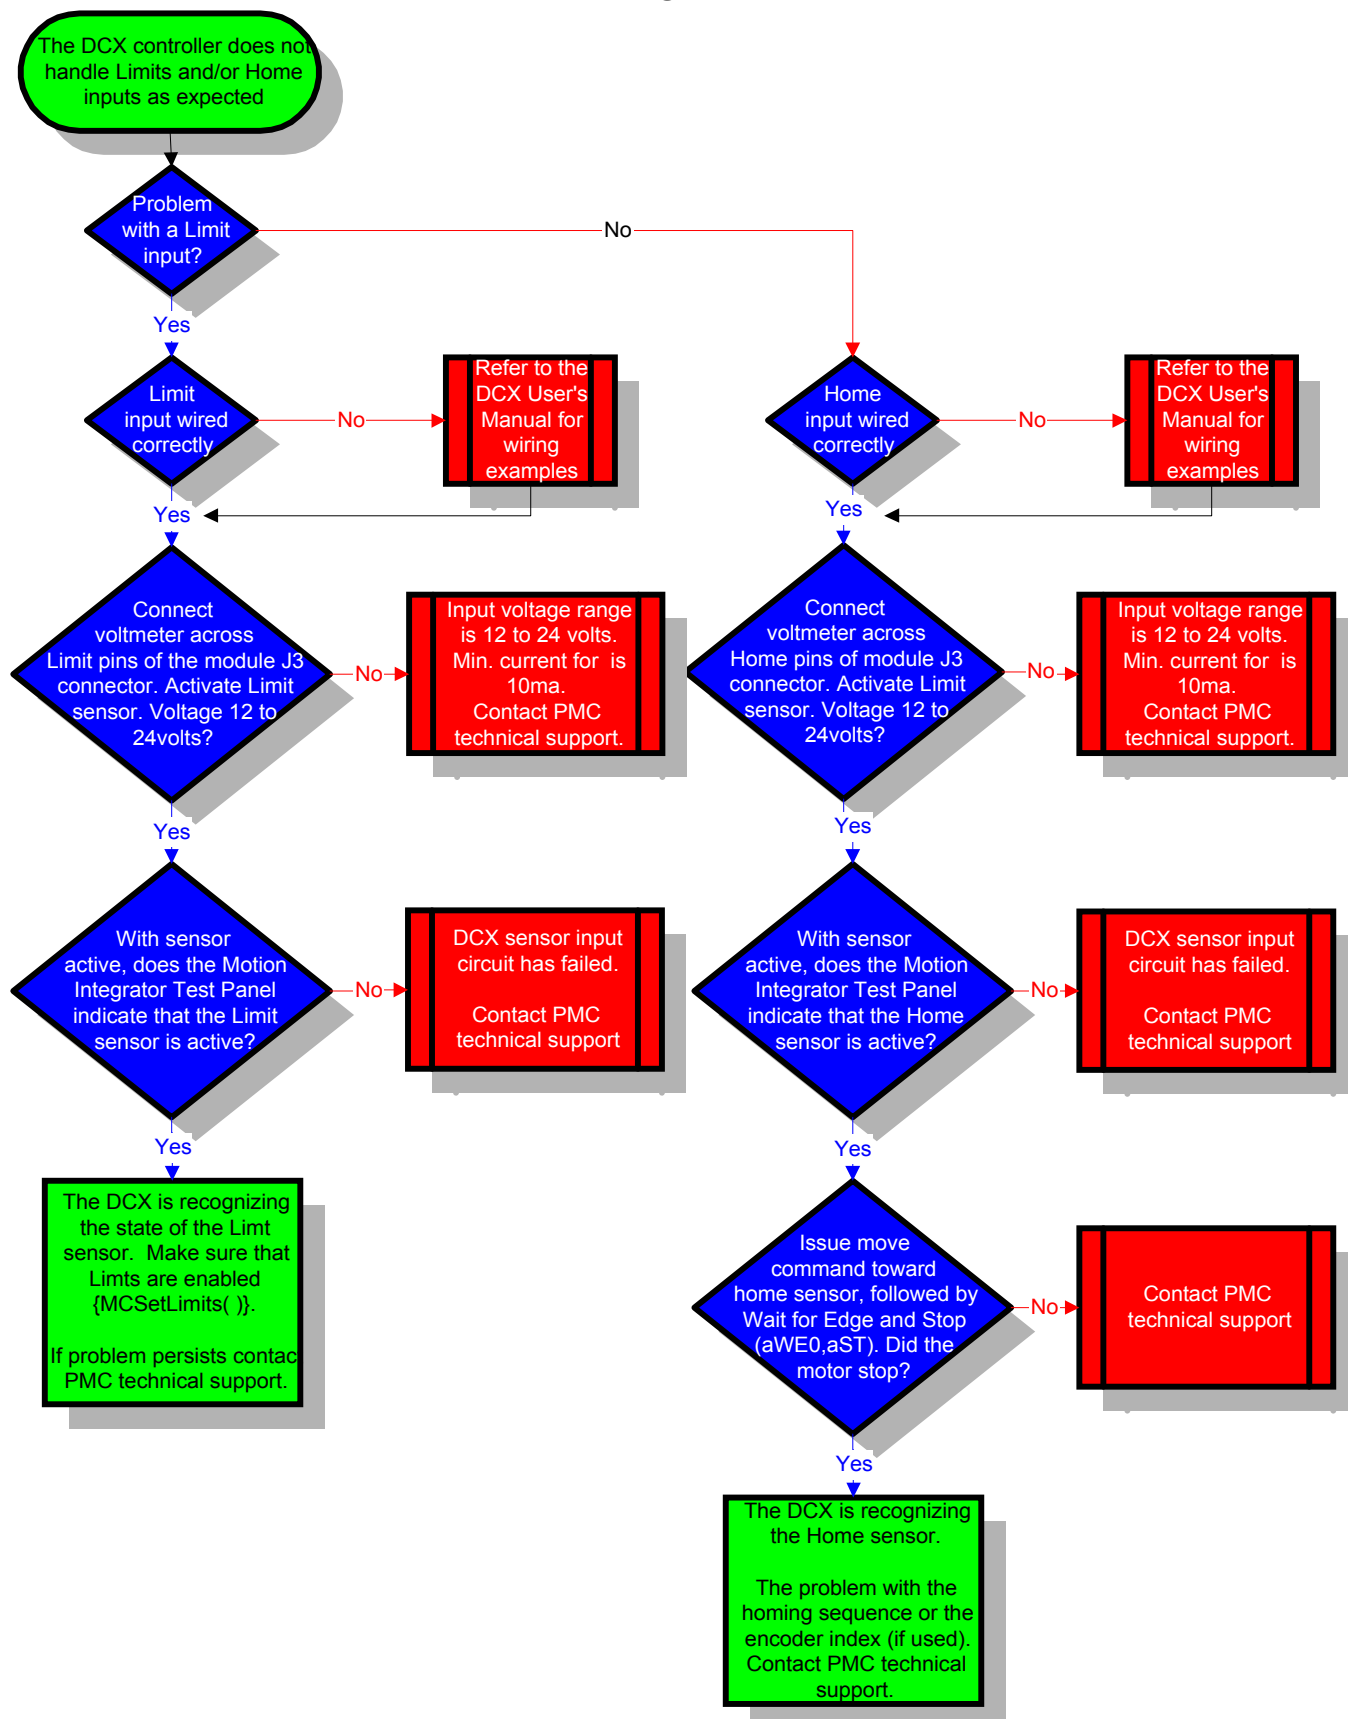 The DCX controller does not
handle Limits and/or Home
inputs as expected
Problem
with a Limit
input?
No
Yes
Limit
input wired
correctly
No
Refer to the
DCX User's
Manual for
wiring
examples
Yes
Connect
voltmeter across
Limit pins of the module J3
connector. Activate Limit
sensor. Voltage 12 to
24volts?
No
Input voltage range
is 12 to 24 volts.
Min. current for  is
10ma.
Contact PMC
technical support.
Yes
With sensor
active, does the Motion
Integrator Test Panel
indicate that the Limit
sensor is active?
No
DCX sensor input
circuit has failed.
Contact PMC
technical support
Yes
The DCX is recognizing
the state of the Limt
sensor.  Make sure that
Limts are enabled
{MCSetLimits( )}.
If problem persists contac
PMC technical support.
Home
input wired
correctly
No
Refer to the
DCX User's
Manual for
wiring
examples
Yes
Connect
voltmeter across
Home pins of module J3
connector. Activate Limit
sensor. Voltage 12 to
24volts?
No
Input voltage range
is 12 to 24 volts.
Min. current for  is
10ma.
Contact PMC
technical support.
Yes
With sensor
active, does the Motion
Integrator Test Panel
indicate that the Home
sensor is active?
No
DCX sensor input
circuit has failed.
Contact PMC
technical support
Yes
Issue move
command toward
home sensor, followed by
Wait for Edge and Stop
(aWE0,aST). Did the
motor stop?
No
Contact PMC
technical support
Yes
The DCX is recognizing
the Home sensor.
The problem with the
homing sequence or the
encoder index (if used).
Contact PMC technical
support.